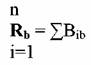 n
R_b = ∑B_ib
i=1